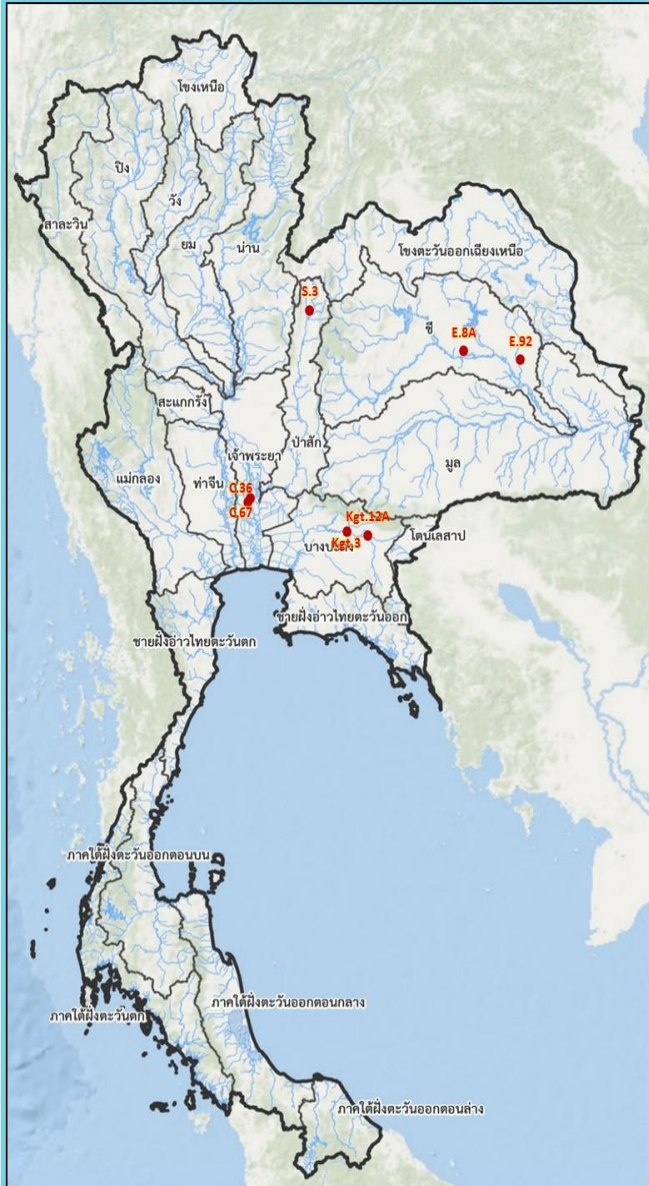 โขงเหนือ
ปิง
วัง
สาละวิน
ยม
น่าน
โขงตะวันออกเฉียงเหนือ
S.3
ชี
E.8A
E.92
สะแกกรัง
ป่าสัก
เจ้าพระยา
มูล
แม่กลอง
ท่าจีน
C.36
C.67
Kgt.12A
Kgt.3
บางปะกง
โตนเลสาป
ชายฝั่งอ่าวไทยตะวันออก
ชายฝั่งอ่าวไทยตะวันตก
ภาคใต้ฝั่งตะวันออกตอนบน
ภาคใต้ฝั่งตะวันออกตอนกลาง
ภาคใต้ฝั่งตะวันตก
ภาคใต้ฝั่งตะวันออกตอนล่าง